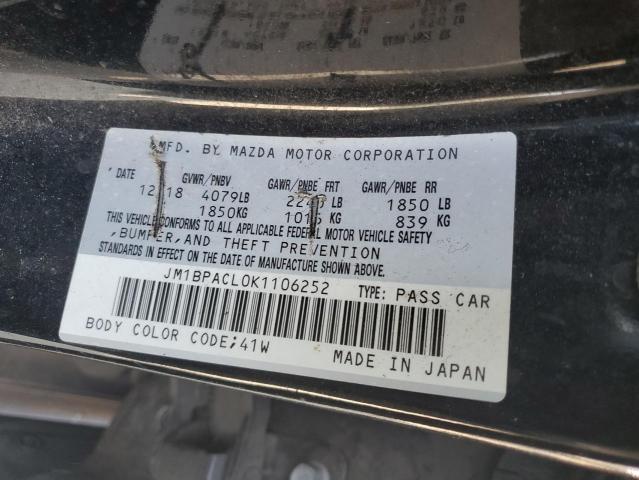 MFD. BY MAZDA MOTOR CORPORATION
DATE GVWR/PNBV GAWR/PNBE FRT GAWR/PNBE RR
4079LB LB 1850 LB
1850KG KG 839 KG
THIS VEHICLE CONFORMS TO ALL APPLICABLE FEDERAL MOTOR VEHICLE SAFETY
,BUMPER,AND THEFT PREVENTION
STANDARDS IN EFFECT ON THE DATE OF MANUFACTURE SHOWN ABOVE.
JM1BPACL0K1106252 TYPE: PASS CAR
BODY COLOR CODE;41W MADE IN JAPAN